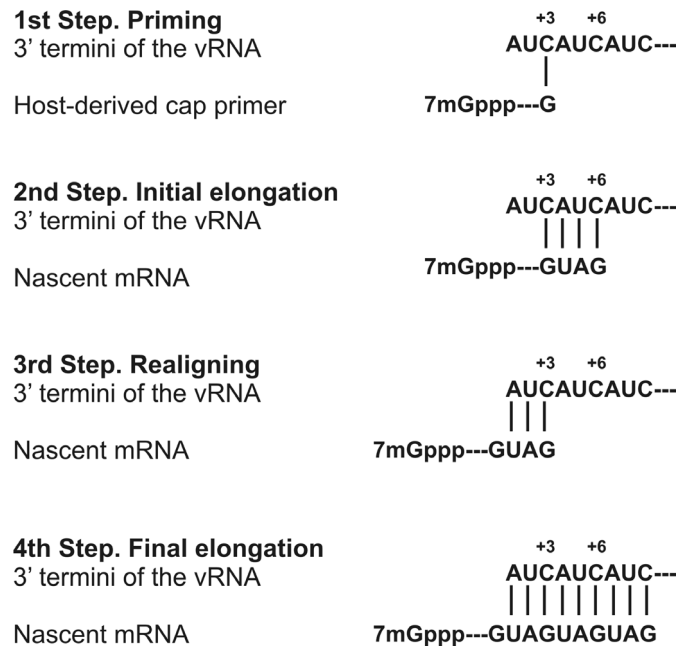 1st Step. Priming
+3 +6
3’ termini of the vRNA AUCAUCAUC---
Host-derived cap primer 7mGppp---G
2nd Step. Initial elongation
+3 +6
3’ termini of the vRNA AUCAUCAUC---
Nascent mRNA 7mGppp---GUAG
3rd Step. Realigning
+3 +6
3’ termini of the vRNA AUCAUCAUC---
Nascent mRNA 7mGppp---GUAG
4th Step. Final elongation
+3 +6
3’ termini of the vRNA AUCAUCAUC---
Nascent mRNA 7mGppp---GUAGUAGUAG